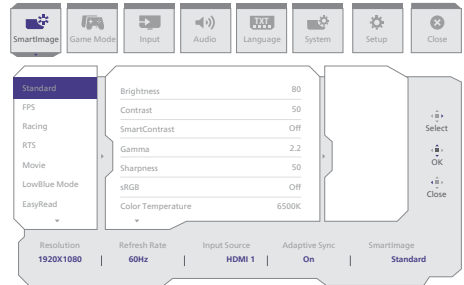 SmartImage
Game Mode
Input
Audio
TXT
Language
System
Setup
Close
Standard
FPS
Racing
RTS
Movie
LowBlue Mode
EasyRead
Brightness 80
Contrast 50
SmartContrast Off
Gamma 2.2
Sharpness 50
sRGB Off
Color Temperature 6500K
Select
OK
Close
Resolution Refresh Rate Input Source Adaptive Sync SmartImage
1920X1080 | 60Hz | HDMI 1 | On | Standard